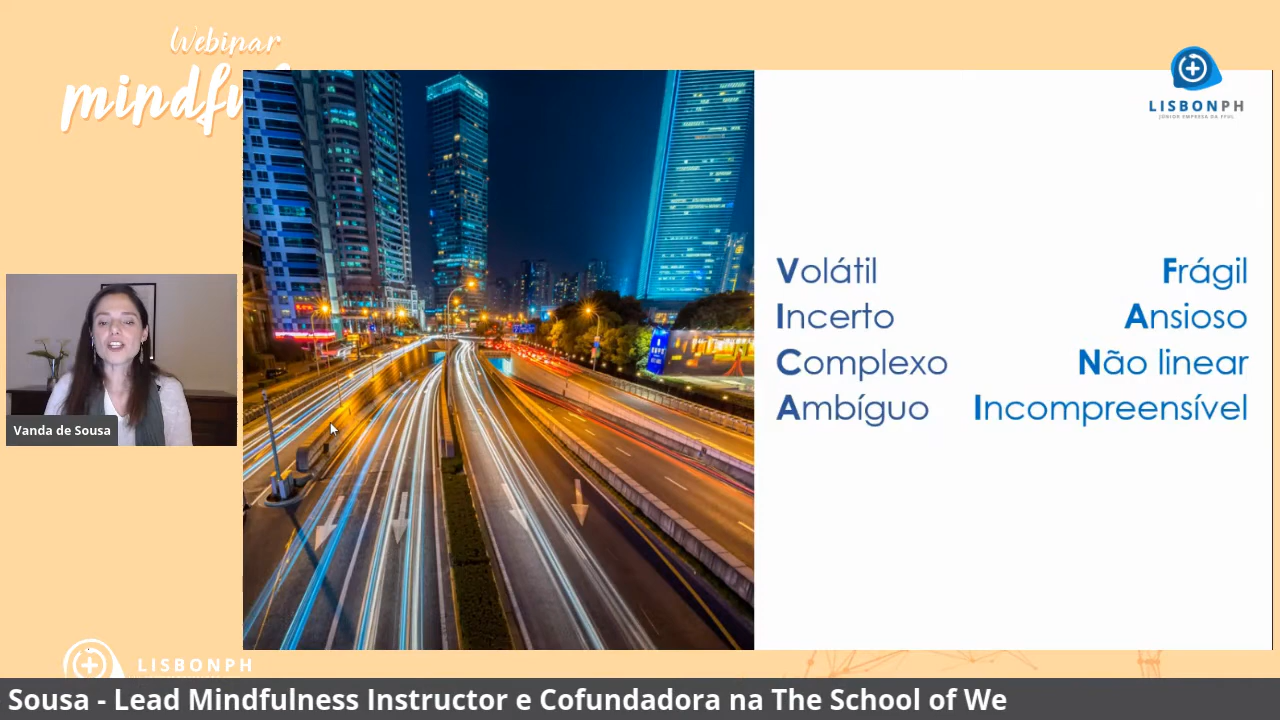 Webinar
LISBONPH
JÚNIOR EMPRESA DA FFUL
Volátil
Incerto
Complexo
Ambíguo
Frágil
Ansioso
Não linear
Incompreensível
Vanda de Sousa
LISBONPH
Sousa - Lead Mindfulness Instructor e Cofundadora na The School of We